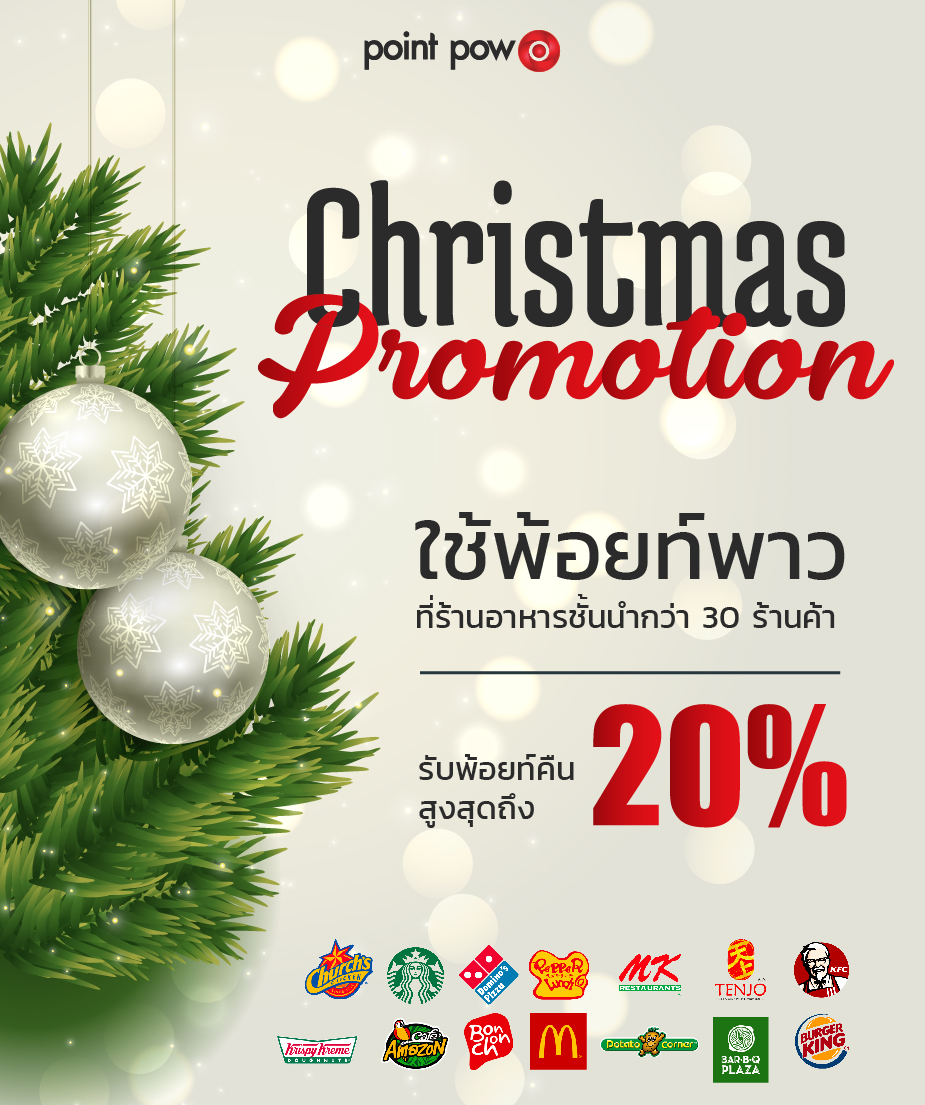 point pow
Christmas
Promotion
ใช้พ้อยท์พาว
ที่ร้านอาหารชั้นนำกว่า 30 ร้านค้า
รับพ้อยท์คืน
สูงสุดถึง
20%
Church's
CHICKEN
Domino's
Pizza
PePPeR
Lunch
MK
RESTAURANTS
TENJO
KFC
Krispy Kreme
DOUGHNUTS
Café
AMAZON
BonChon
Potato Corner
BAR·B·Q
PLAZA
BURGER
KING